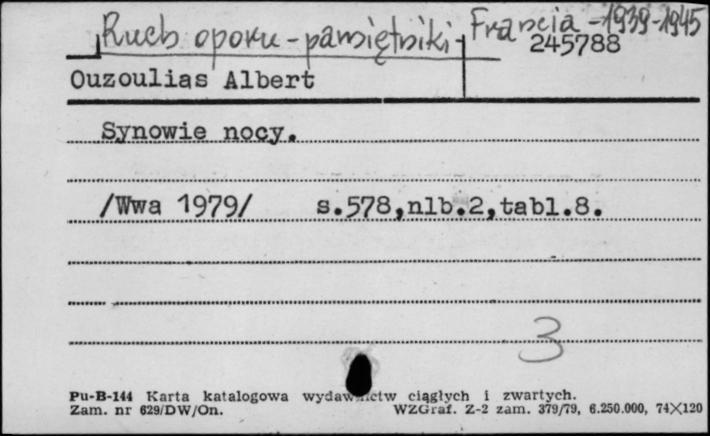 Ruch oporu - pamiętniki - Francja - 1939-1945
245788
Ouzoulias Albert
Synowie nocy.
/Wwa 1979/ s.578,nlb.2,tabl.8.
3
Pu-B-144 Karta katalogowa wydawnictw ciągłych i zwartych.
Zam. nr 629/DW/On. WZGraf. Z-2 zam. 379/79, 6.250.000, 74×120